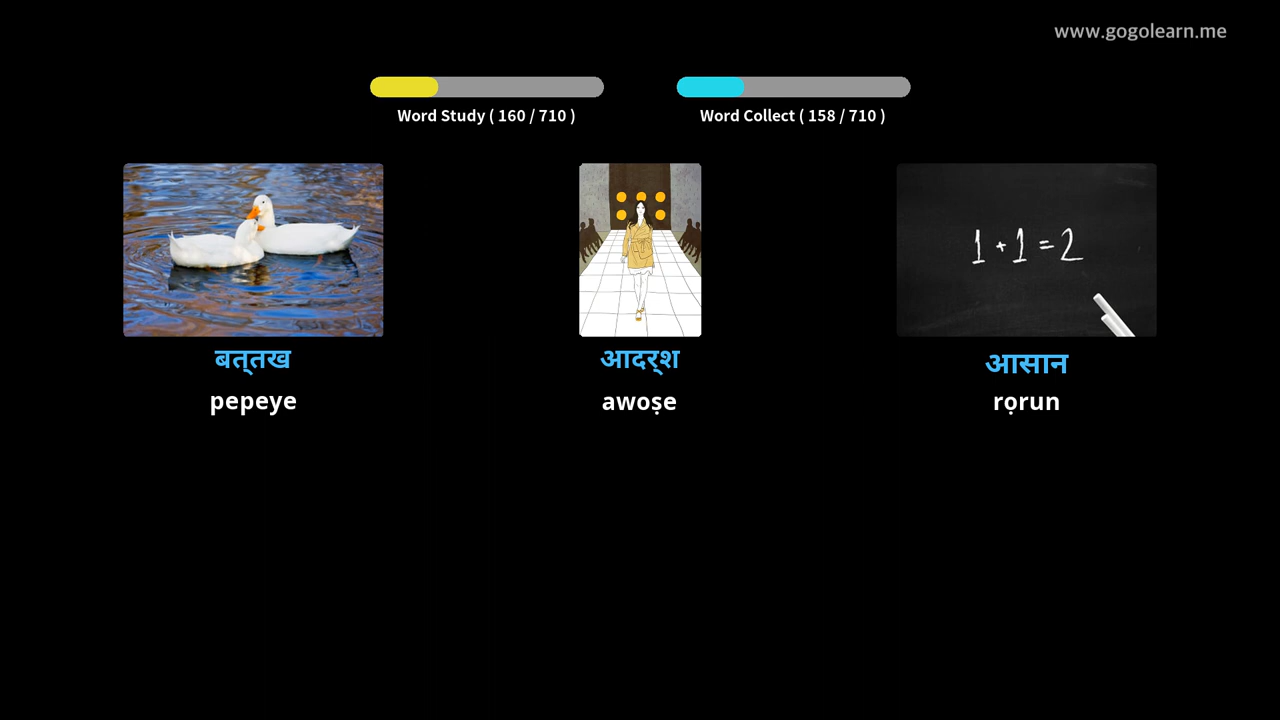 www.gogolearn.me
Word Study ( 160 / 710 )
Word Collect ( 158 / 710 )
1 + 1 = 2
बत्तख
आदर्श
आसान
pepeye
awoṣe
rọrun